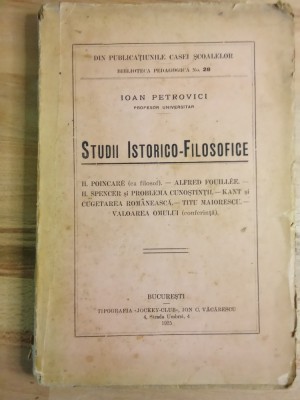 DIN PUBLICAȚIUNILE CASEI ȘCOALELOR
BIBLIOTECA PEDAGOGICĂ No. 28
IOAN PETROVICI
PROFESOR UNIVERSITAR
STUDII ISTORICO-FILOSOFICE
H. POINCARÉ (ca filosof). — ALFRED FOUILLÉE. —
H. SPENCER și PROBLEMA CUNOȘTINȚII. — KANT și
CUGETAREA ROMÂNEASCĂ. — TITU MAIORESCU. —
VALOAREA OMULUI (conferință).
BUCUREȘTI
TIPOGRAFIA «JOCKEY-CLUB», ION C. VĂCĂRESCU
4, Strada Umbrei, 4
1925